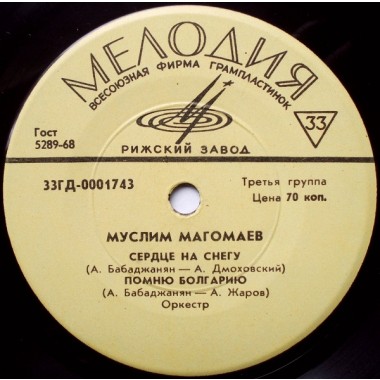 МЕЛОДИЯ
ВСЕСОЮЗНАЯ ФИРМА ГРАМПЛАСТИНОК
33
Гост
5289-68
РИЖСКИЙ ЗАВОД
33ГД-0001743
Третья группа
Цена 70 коп.
МУСЛИМ МАГОМАЕВ
СЕРДЦЕ НА СНЕГУ
(А. Бабаджанян — А. Дмоховский)
ПОМНЮ БОЛГАРИЮ
(А. Бабаджанян — А. Жаров)
Оркестр